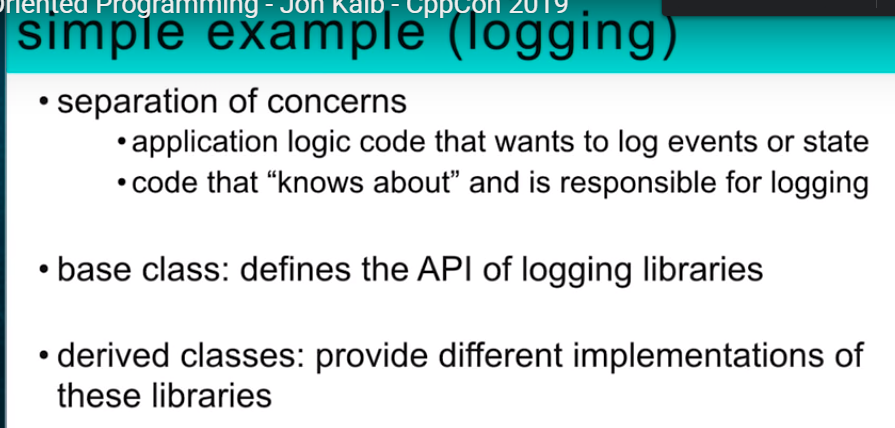 Oriented Programming - Jon Kalb - CppCon 2019
simple example (logging)
• separation of concerns
• application logic code that wants to log events or state
• code that “knows about” and is responsible for logging
• base class: defines the API of logging libraries
• derived classes: provide different implementations of
these libraries